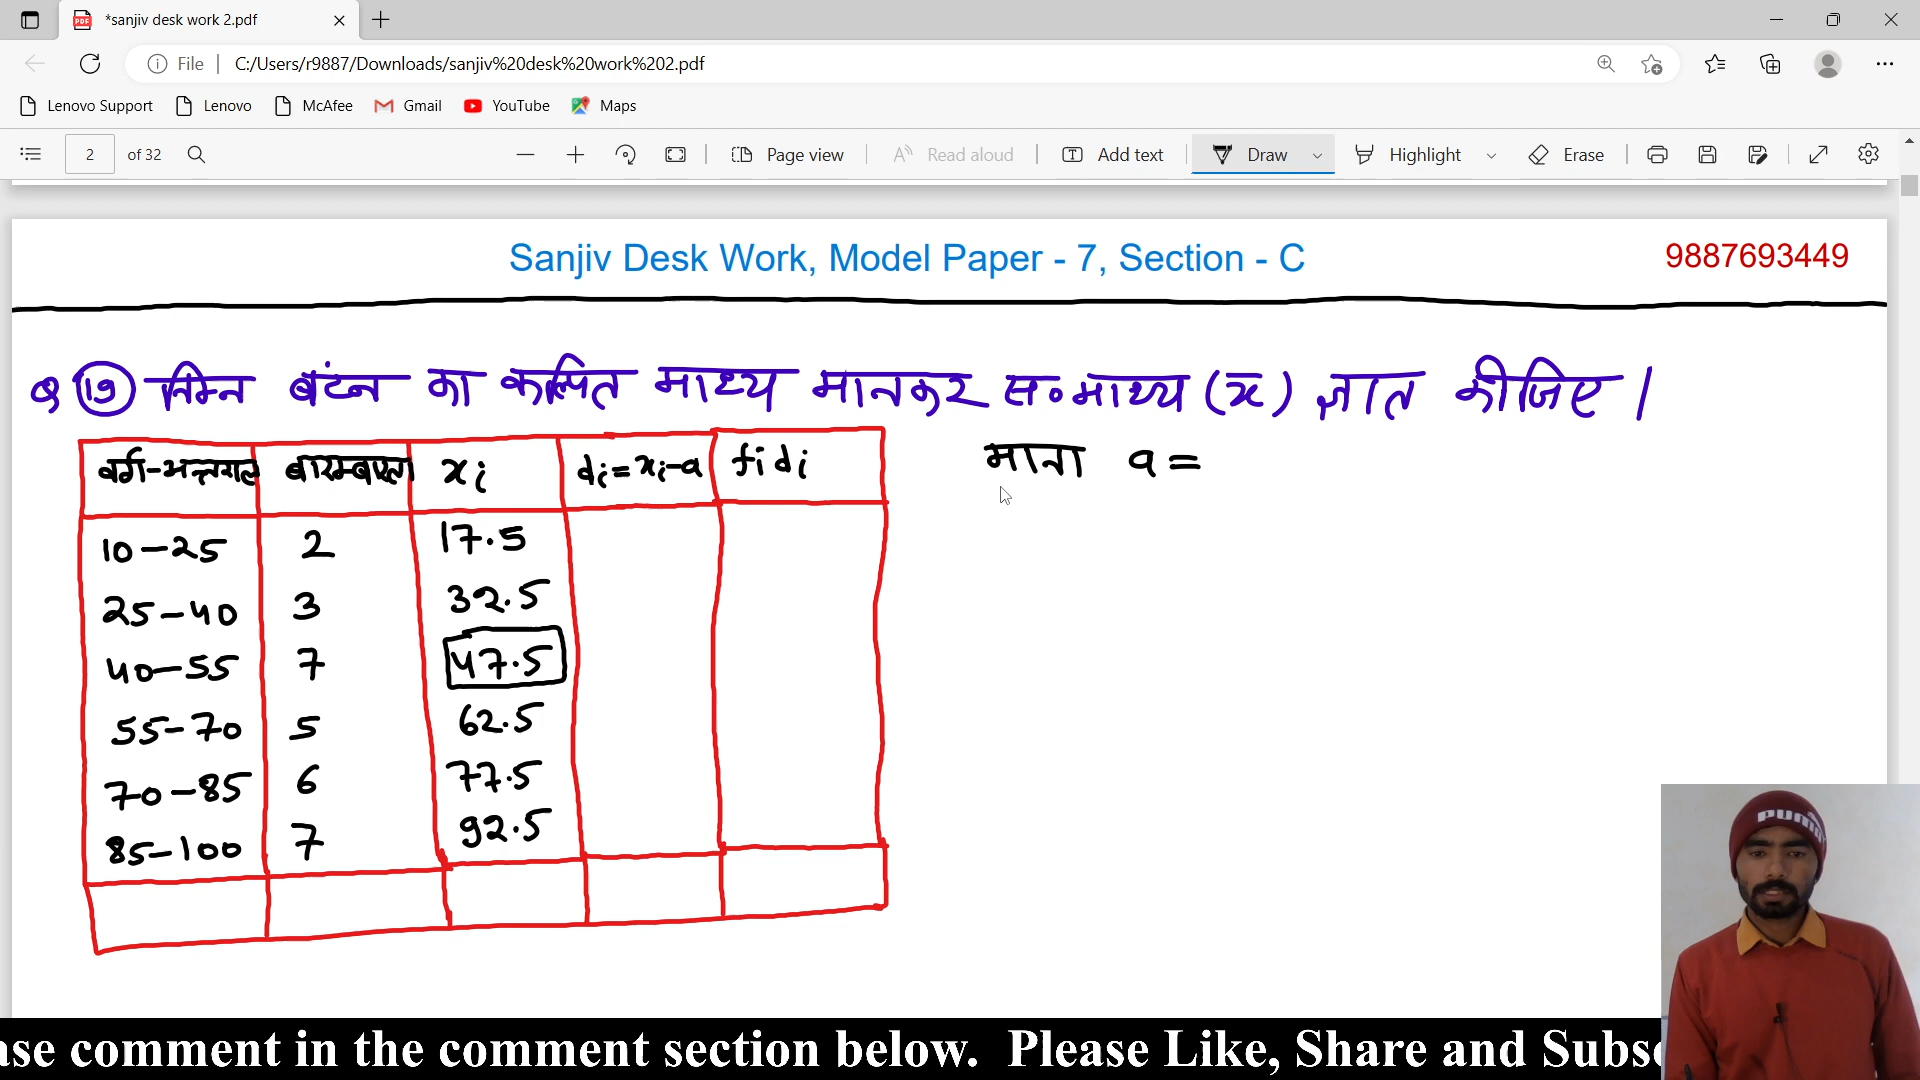 *sanjiv desk work 2.pdf
File | C:/Users/r9887/Downloads/sanjiv%20desk%20work%202.pdf
Lenovo Support Lenovo McAfee Gmail YouTube Maps
2 of 32 Page view Read aloud Add text Draw Highlight Erase
Sanjiv Desk Work, Model Paper - 7, Section - C 9887693449
Q (19) निम्न बंटन का कल्पित माध्य मानकर स०माध्य (x̄) ज्ञात कीजिए |
वर्ग-अन्तराल बारम्बारता xi di=xi-a fidi माना a=
10-25 2 17.5
25-40 3 32.5
40-55 7 47.5
55-70 5 62.5
70-85 6 77.5
85-100 7 92.5
PUMA
ase comment in the comment section below. Please Like, Share and Subs